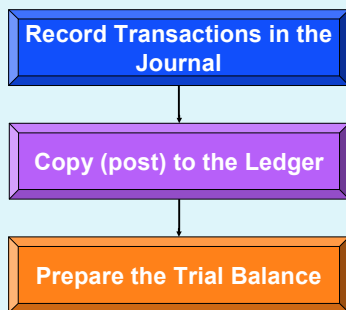 Record Transactions in the
Journal
Copy (post) to the Ledger
Prepare the Trial Balance